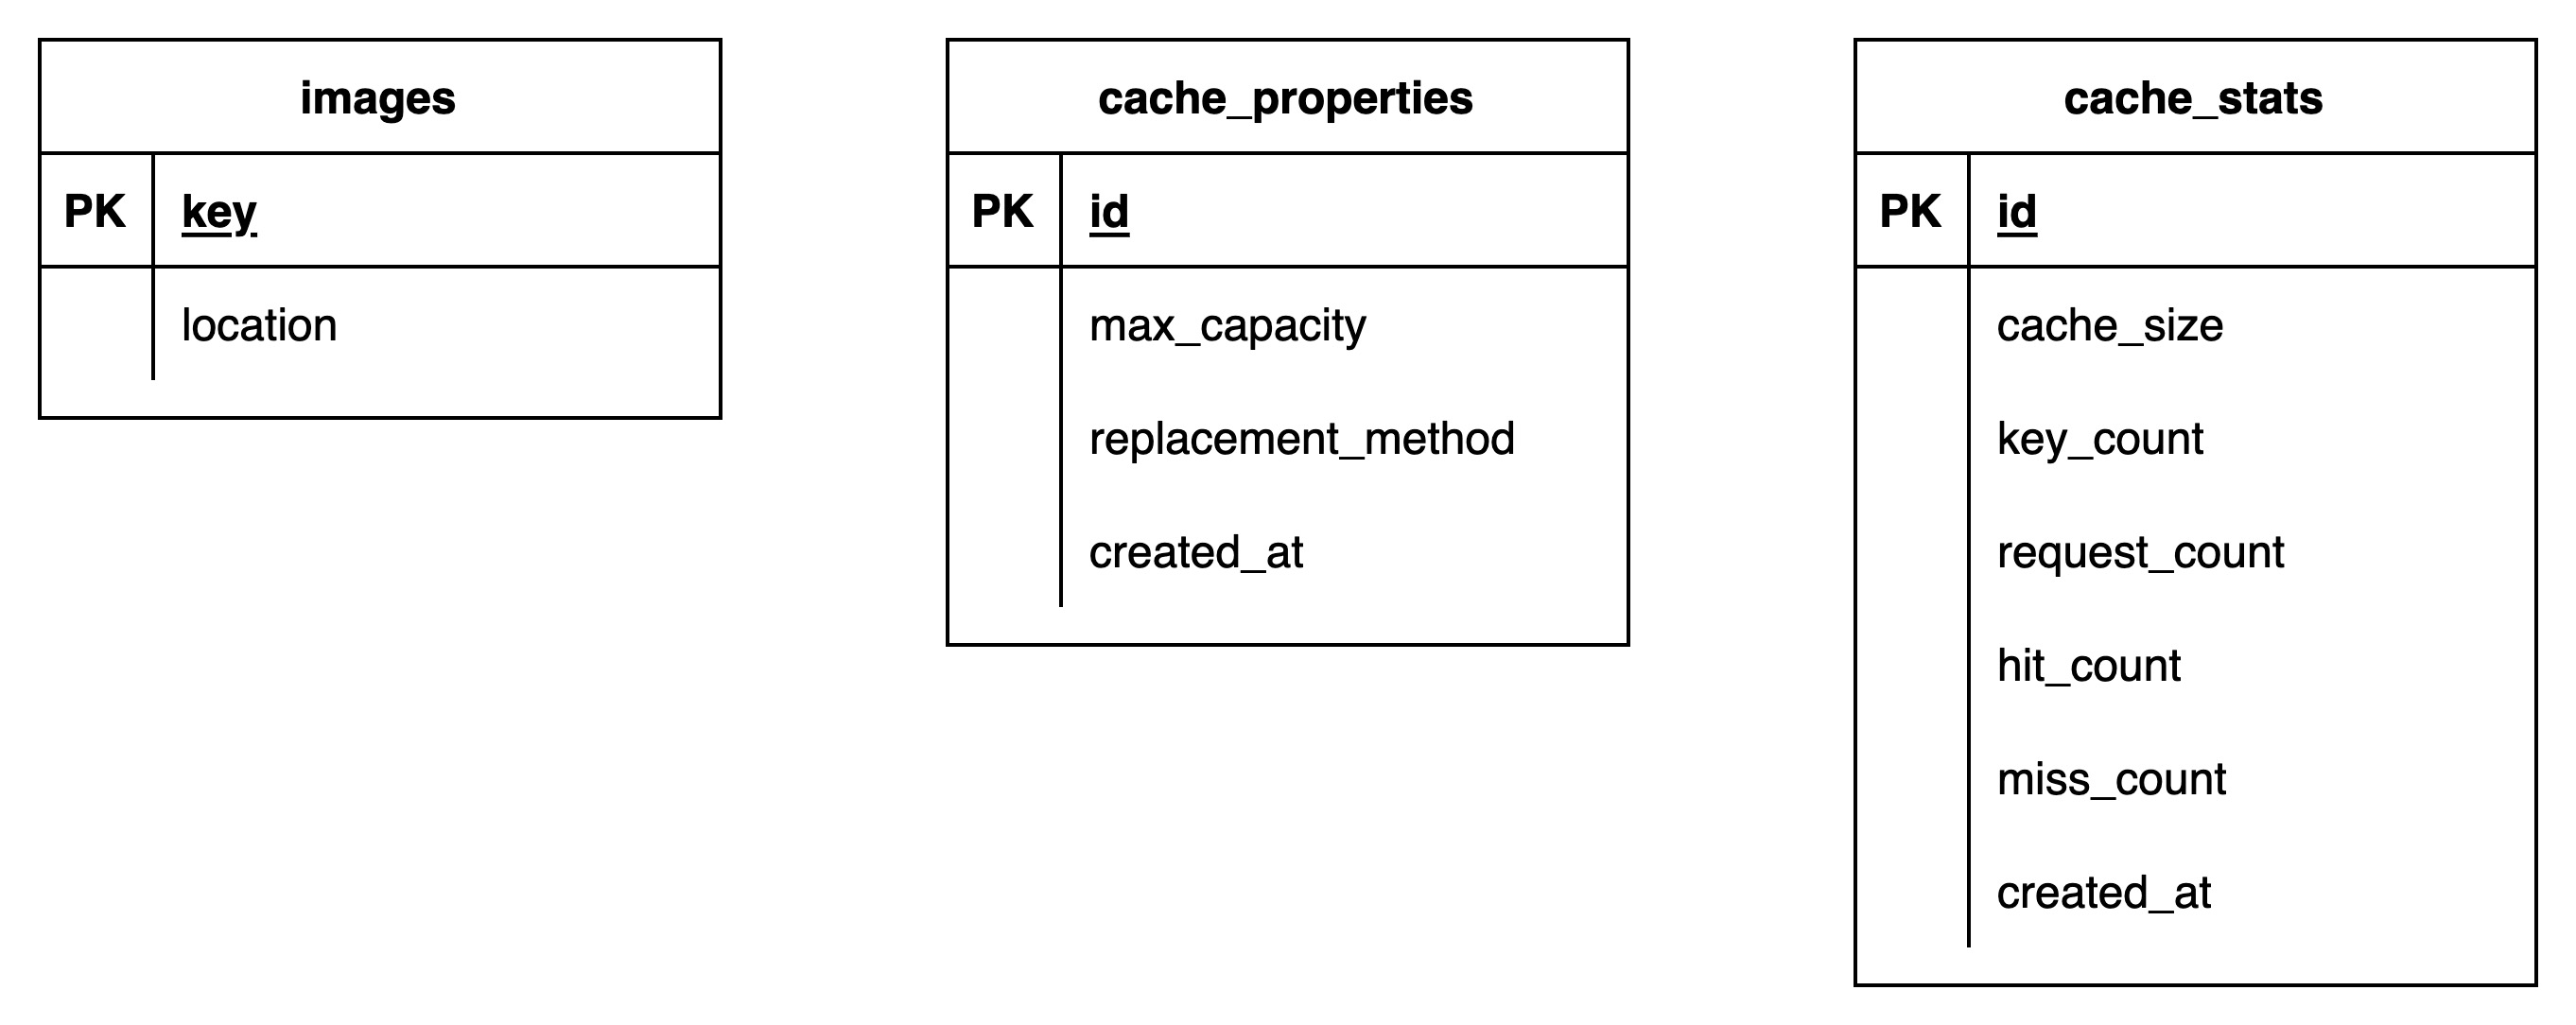 images
PK key
location
cache_properties
PK id
max_capacity
replacement_method
created_at
cache_stats
PK id
cache_size
key_count
request_count
hit_count
miss_count
created_at